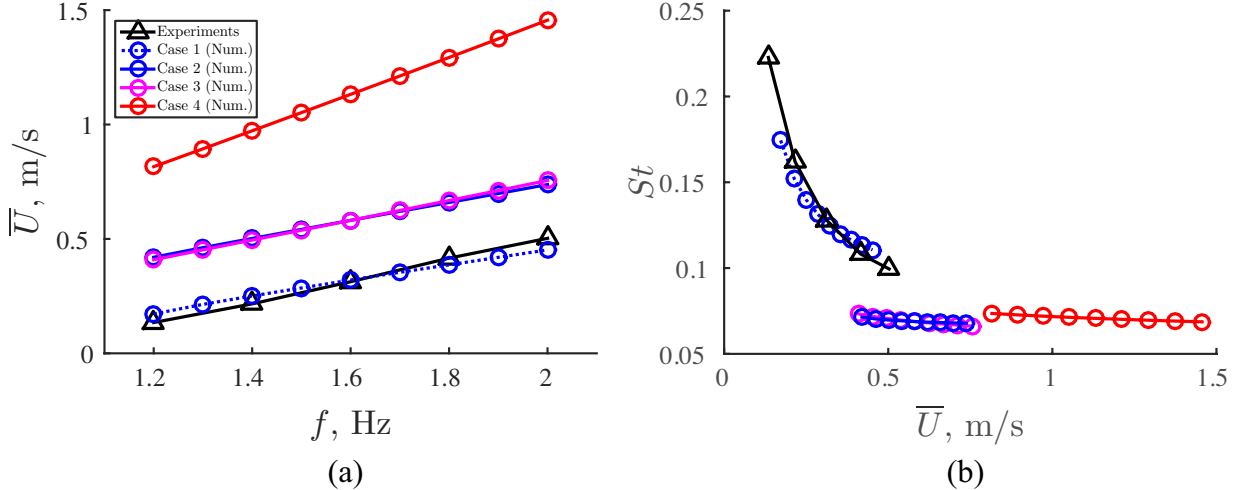 Experiments
Case 1 (Num.)
Case 2 (Num.)
Case 3 (Num.)
Case 4 (Num.)
1.5
1
0.5
0
U̅, m/s
1.2
1.4
1.6
1.8
2
f, Hz
(a)
0.25
0.2
0.15
0.1
0.05
St
0
0.5
1
1.5
U̅, m/s
(b)